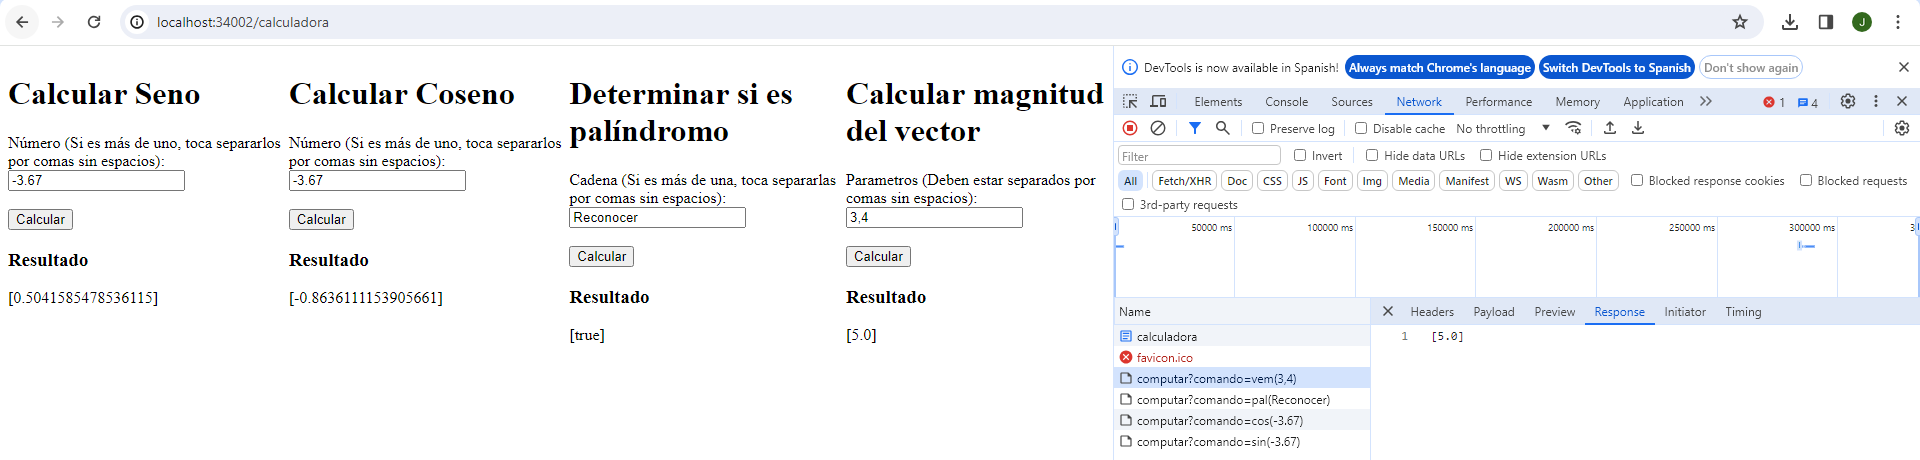 localhost:34002/calculadora
J
Calcular Seno
Número (Si es más de uno, toca separarlos
por comas sin espacios):
-3.67
Calcular
Resultado
[0.5041585478536115]
Calcular Coseno
Número (Si es más de uno, toca separarlos
por comas sin espacios):
-3.67
Calcular
Resultado
[-0.8636111153905661]
Determinar si es
palíndromo
Cadena (Si es más de una, toca separarlas
por comas sin espacios):
Reconocer
Calcular
Resultado
[true]
Calcular magnitud
del vector
Parametros (Deben estar separados por
comas sin espacios):
3,4
Calcular
Resultado
[5.0]
DevTools is now available in Spanish! Always match Chrome's language Switch DevTools to Spanish Don't show again
Elements Console Sources Network Performance Memory Application 1 4
Preserve log Disable cache No throttling
Filter Invert Hide data URLs Hide extension URLs
All Fetch/XHR Doc CSS JS Font Img Media Manifest WS Wasm Other Blocked response cookies Blocked requests
3rd-party requests
50000 ms 100000 ms 150000 ms 200000 ms 250000 ms 300000 ms 3
Name
calculadora
favicon.ico
computar?comando=vem(3,4)
computar?comando=pal(Reconocer)
computar?comando=cos(-3.67)
computar?comando=sin(-3.67)
Headers Payload Preview Response Initiator Timing
1 [5.0]